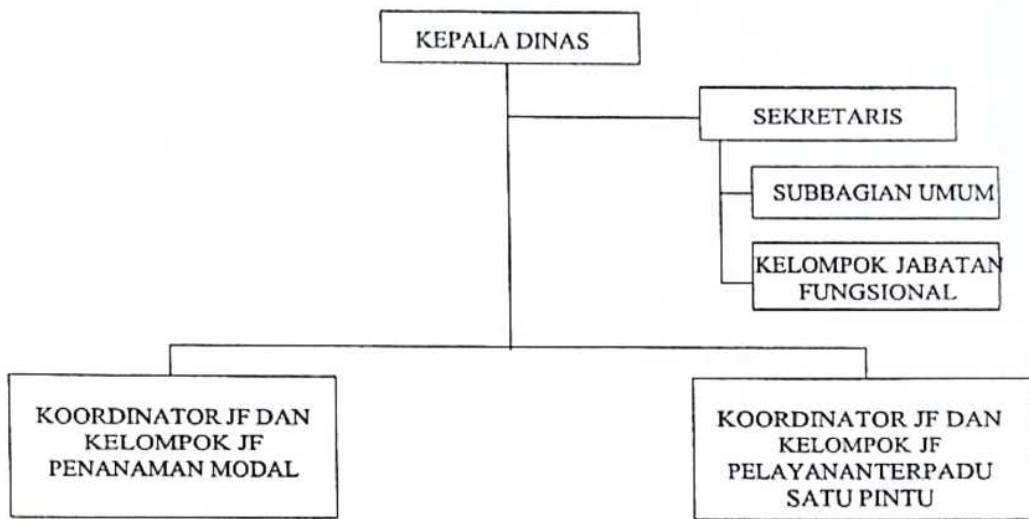 KEPALA DINAS
SEKRETARIS
SUBBAGIAN UMUM
KELOMPOK JABATAN
FUNGSIONAL
KOORDINATOR JF DAN
KELOMPOK JF
PENANAMAN MODAL
KOORDINATOR JF DAN
KELOMPOK JF
PELAYANANTERPADU
SATU PINTU